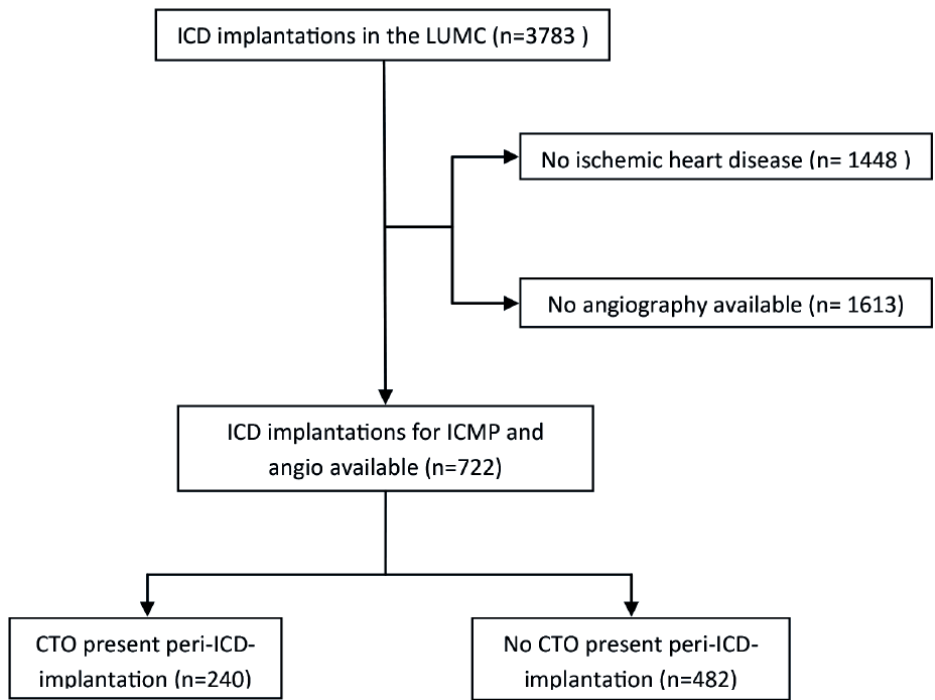 ICD implantations in the LUMC (n=3783 )
No ischemic heart disease (n= 1448 )
No angiography available (n= 1613)
ICD implantations for ICMP and
angio available (n=722)
CTO present peri-ICD-
implantation (n=240)
No CTO present peri-ICD-
implantation (n=482)